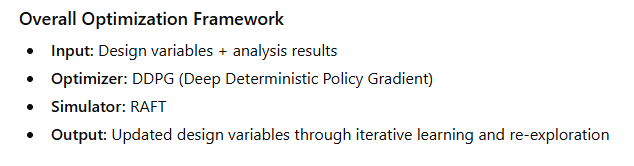 Overall Optimization Framework
• Input: Design variables + analysis results
• Optimizer: DDPG (Deep Deterministic Policy Gradient)
• Simulator: RAFT
• Output: Updated design variables through iterative learning and re-exploration